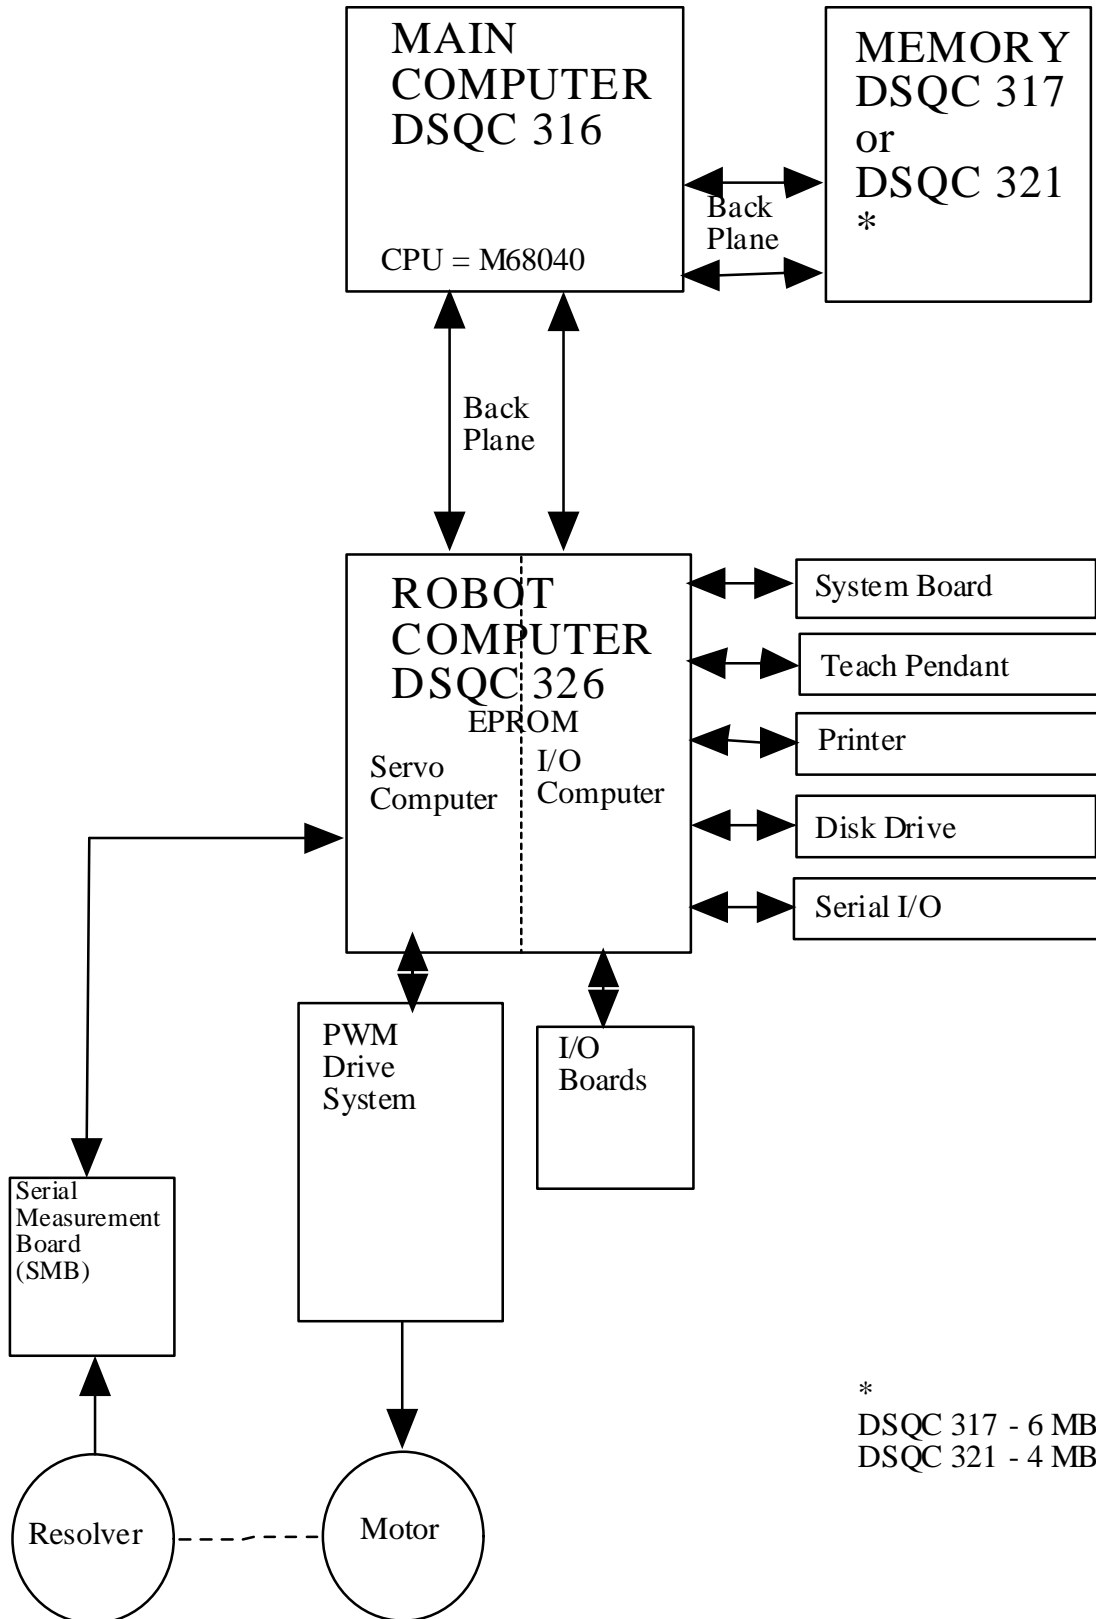 MAIN
COMPUTER
DSQC 316
CPU = M68040
MEMORY
DSQC 317
or
DSQC 321
*
Back
Plane
Back
Plane
ROBOT
COMPUTER
DSQC 326
EPROM
Servo
Computer
I/O
Computer
System Board
Teach Pendant
Printer
Disk Drive
Serial I/O
PWM
Drive
System
I/O
Boards
Serial
Measurement
Board
(SMB)
Resolver
Motor
*
DSQC 317 - 6 MB
DSQC 321 - 4 MB